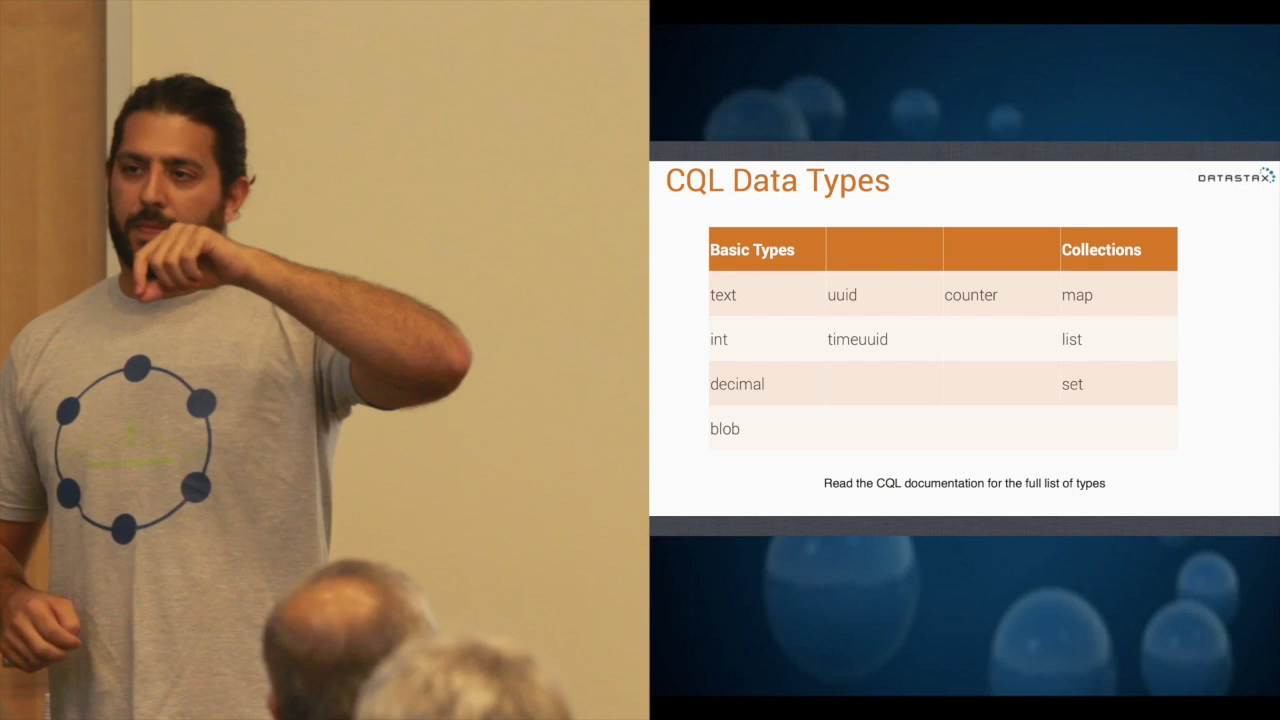 CQL Data Types
DATASTAX
Basic Types Collections
text uuid counter map
int timeuuid list
decimal set
blob
Read the CQL documentation for the full list of types